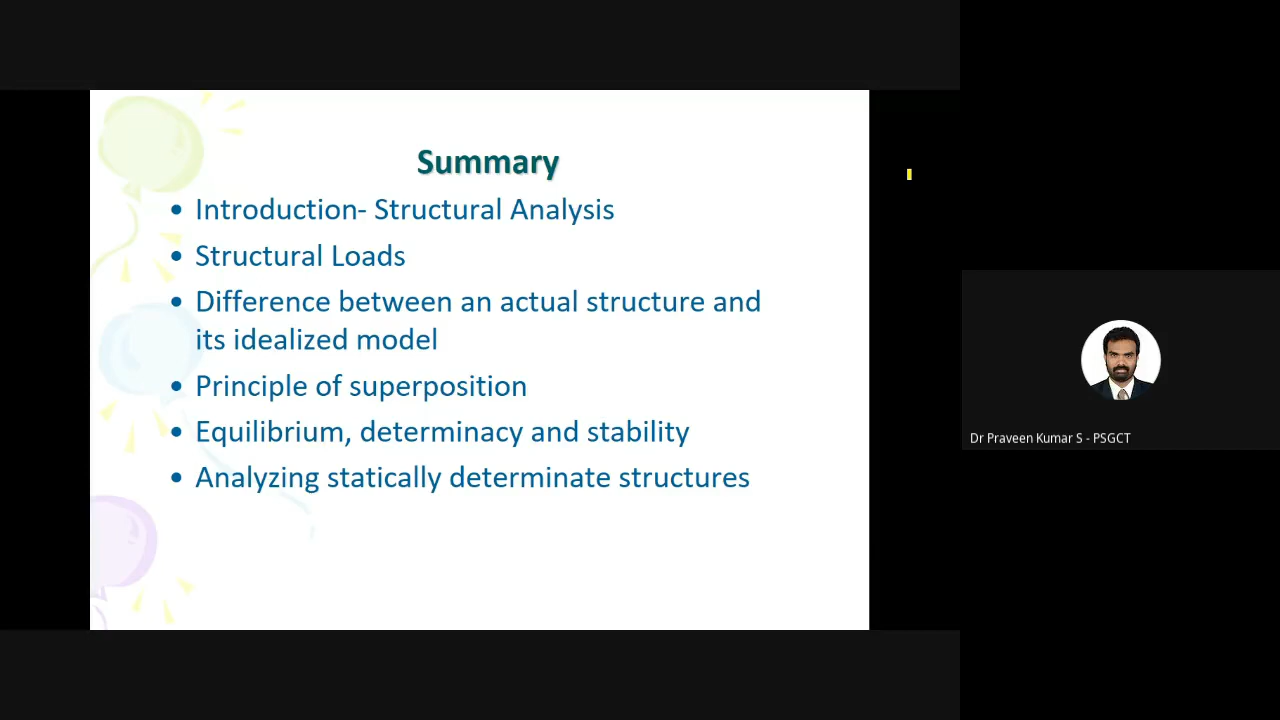 Summary
• Introduction- Structural Analysis
• Structural Loads
• Difference between an actual structure and
its idealized model
• Principle of superposition
• Equilibrium, determinacy and stability
• Analyzing statically determinate structures
Dr Praveen Kumar S - PSGCT